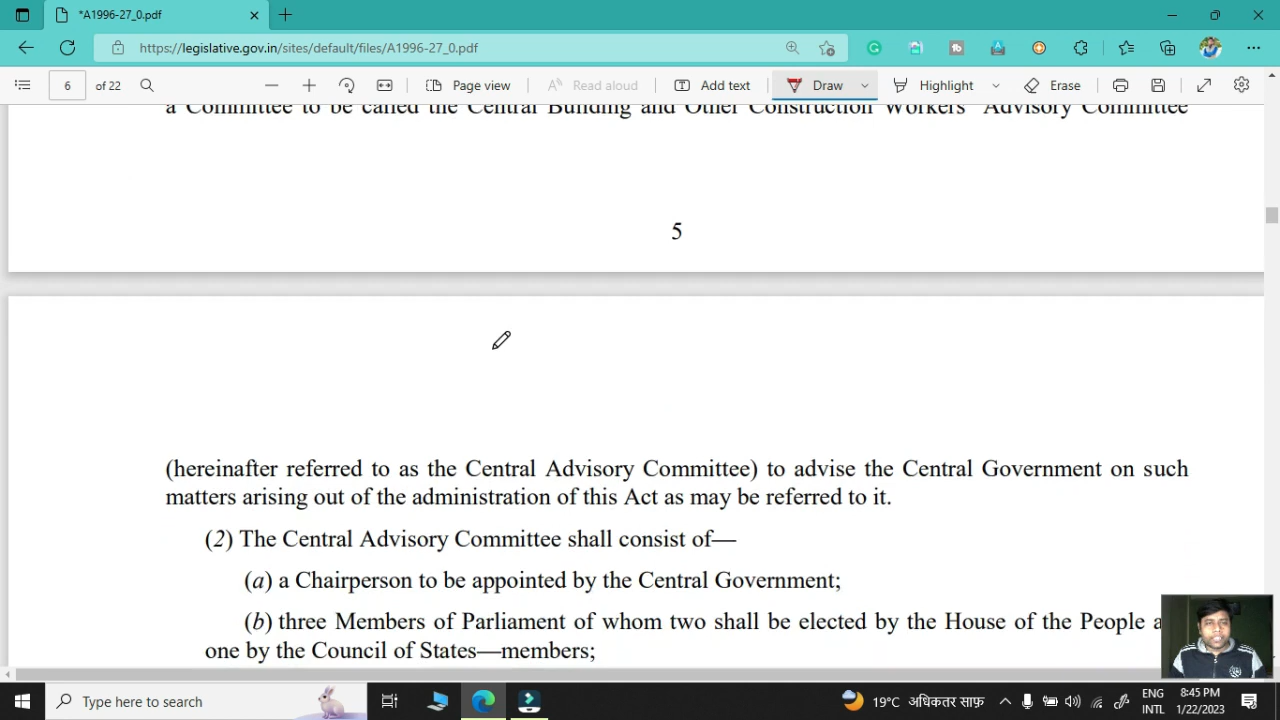 *A1996-27_0.pdf
https://legislative.gov.in/sites/default/files/A1996-27_0.pdf
6 of 22 Page view Read aloud Add text Draw Highlight Erase
a Committee to be called the Central Building and Other Construction Workers' Advisory Committee
5
(hereinafter referred to as the Central Advisory Committee) to advise the Central Government on such
matters arising out of the administration of this Act as may be referred to it.
(2) The Central Advisory Committee shall consist of—
(a) a Chairperson to be appointed by the Central Government;
(b) three Members of Parliament of whom two shall be elected by the House of the People a
one by the Council of States—members;
Type here to search 19°C अधिकतर साफ़ ENG 8:45 PM
INTL 1/22/2023